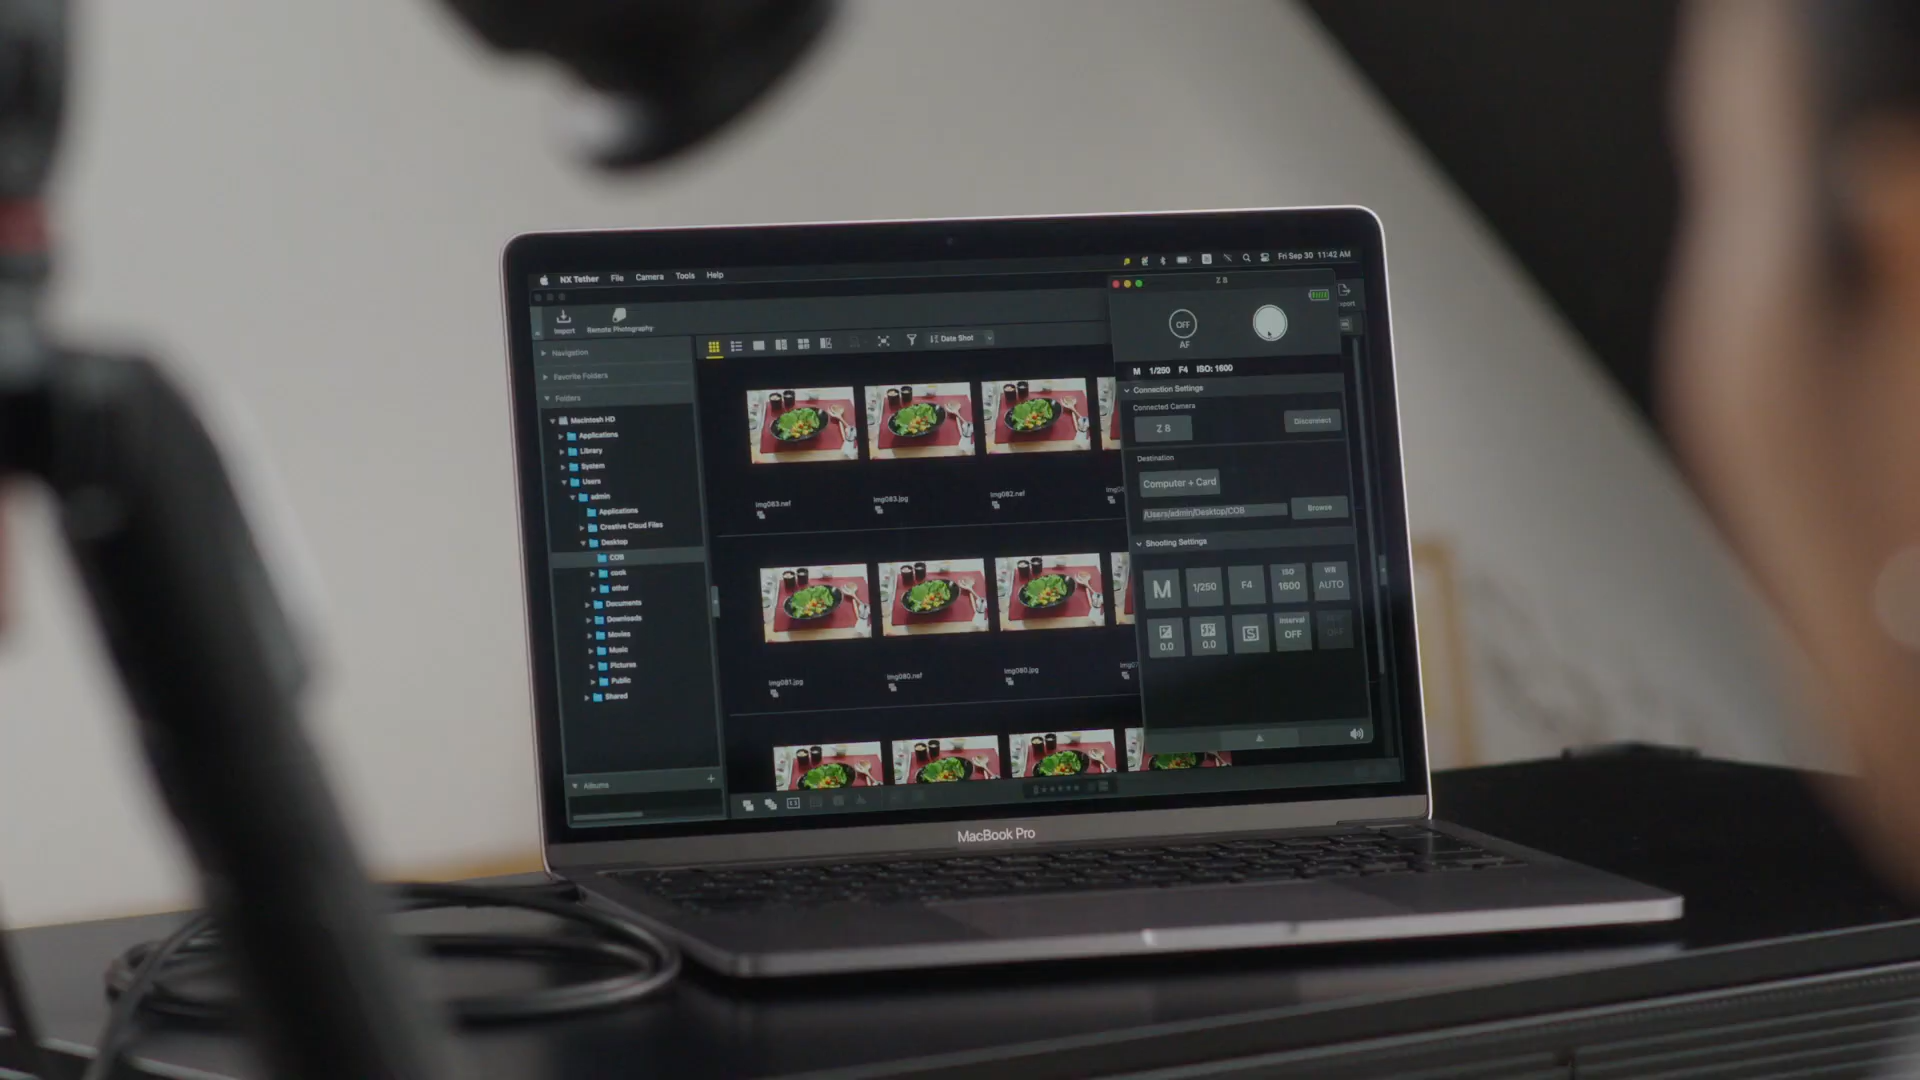 NX Tether File Camera Tools Help
Fri Sep 30 11:42 AM
Import
Remote Photography
Navigation
Favorite Folders
Folders
Macintosh HD
Applications
Library
System
Users
admin
Applications
Creative Cloud Files
Desktop
COB
cook
other
Documents
Downloads
Movies
Music
Pictures
Public
Shared
Albums
Date Shot
img083.nef
img083.jpg
img082.nef
img081.jpg
img080.nef
img080.jpg
Z 8
OFF
AF
M 1/250 F4 ISO: 1600
Connection Settings
Connected Camera
Z 8
Disconnect
Destination
Computer + Card
/Users/admin/Desktop/COB
Browse
Shooting Settings
M
1/250
F4
ISO
1600
WB
AUTO
0.0
0.0
S
Interval
OFF
MacBook Pro